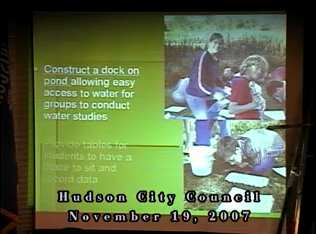 Construct a dock on
pond allowing easy
access to water for
groups to conduct
water studies
Provide tables for
students to have a
place to sit and
record data
Hudson City Council
November 19, 2007